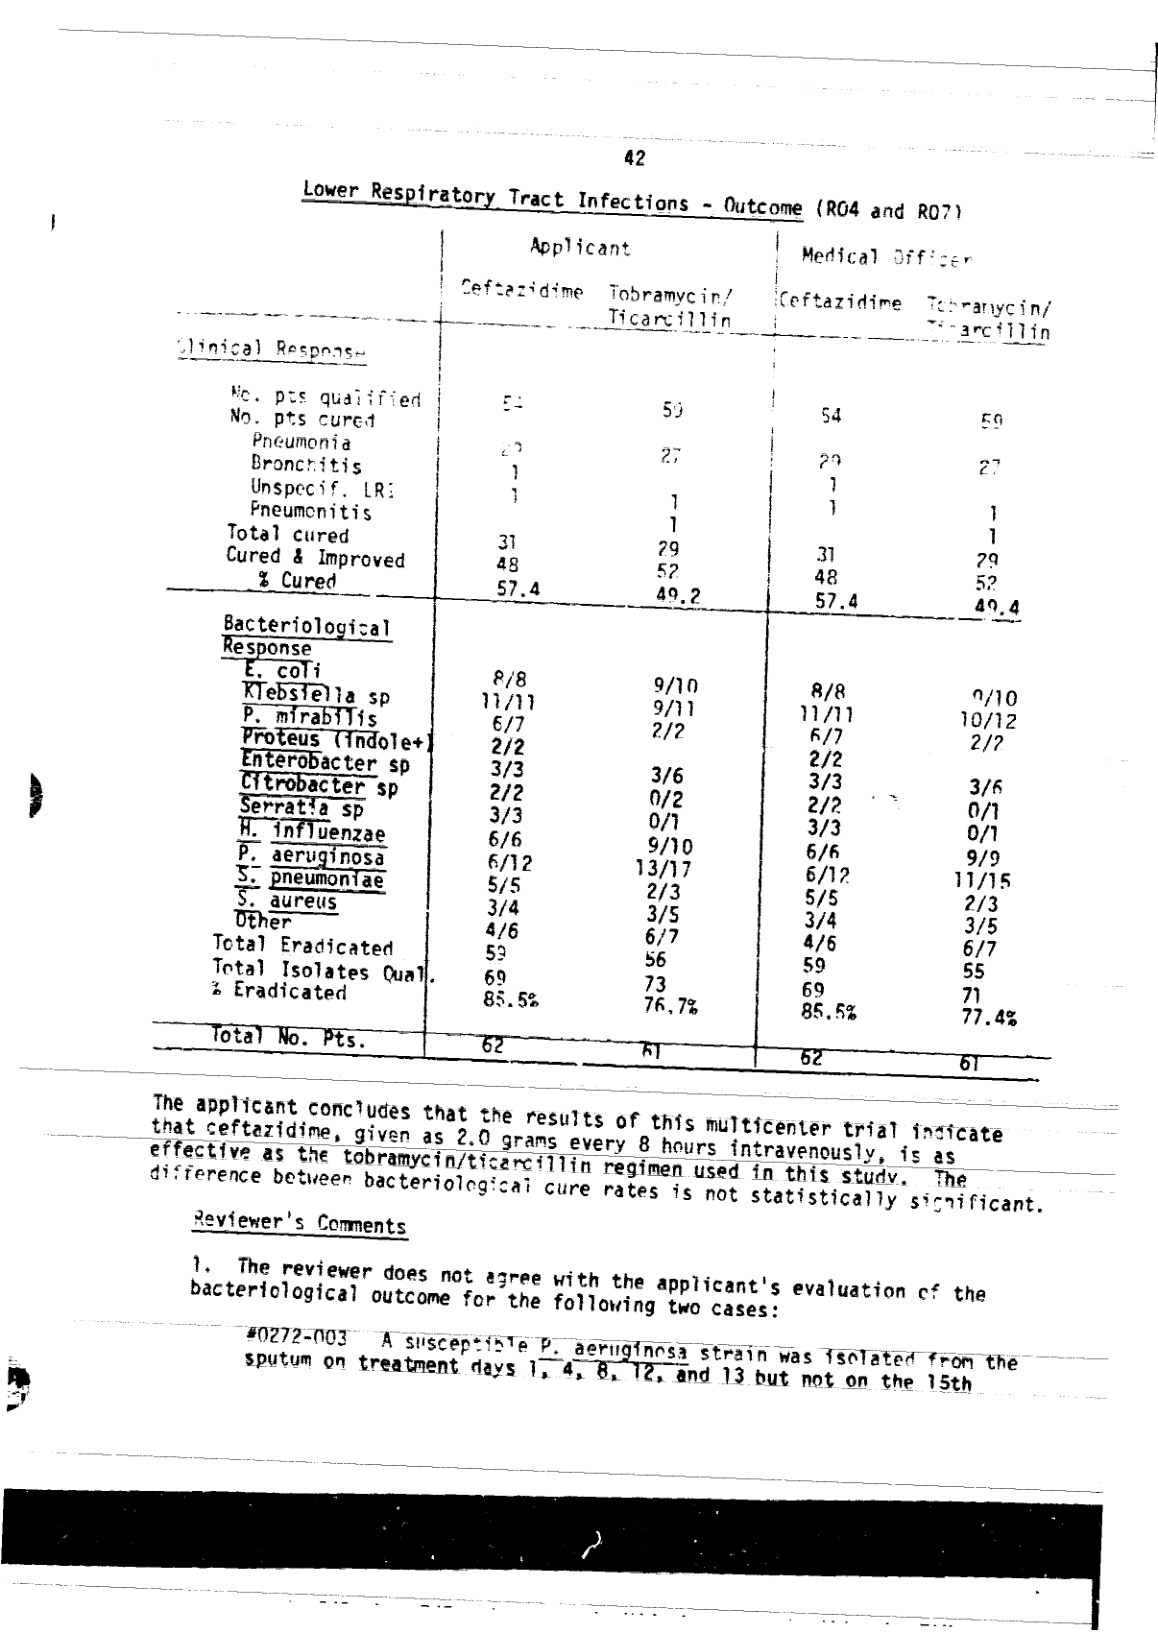 42
Lower Respiratory Tract Infections - Outcome (R04 and R07)
Applicant Medical Officer
Ceftazidime Tobramycin/ Ceftazidime Tobramycin/
Ticarcillin Ticarcillin
Clinical Response
No. pts qualified 59 54 59
No. pts cured
Pneumonia 27 29 27
Bronchitis 1 1
Unspecif. LRI 1 1 1 1
Pneumonitis 1 1
Total cured 31 29 31 29
Cured & Improved 48 52 48 52
% Cured 57.4 49.2 57.4 49.4
Bacteriological
Response
E. coli 8/8 9/10 8/8 9/10
Klebsiella sp 11/11 9/11 11/11 10/12
P. mirabilis 6/7 2/2 6/7 2/2
Proteus (indole+) 2/2 2/2
Enterobacter sp 3/3 3/6 3/3 3/6
Citrobacter sp 2/2 0/2 2/2 0/1
Serratia sp 3/3 0/1 3/3 0/1
H. influenzae 6/6 9/10 6/6 9/9
P. aeruginosa 6/12 13/17 6/12 11/15
S. pneumoniae 5/5 2/3 5/5 2/3
S. aureus 3/4 3/5 3/4 3/5
Other 4/6 6/7 4/6 6/7
Total Eradicated 59 56 59 55
Total Isolates Qual. 69 73 69 71
% Eradicated 85.5% 76.7% 85.5% 77.4%
Total No. Pts. 62 61 62 61
The applicant concludes that the results of this multicenter trial indicate
that ceftazidime, given as 2.0 grams every 8 hours intravenously, is as
effective as the tobramycin/ticarcillin regimen used in this study. The
difference between bacteriological cure rates is not statistically significant.
Reviewer's Comments
1. The reviewer does not agree with the applicant's evaluation of the
bacteriological outcome for the following two cases:
#0272-003 A susceptible P. aeruginosa strain was isolated from the
sputum on treatment days 1, 4, 8, 12, and 13 but not on the 15th